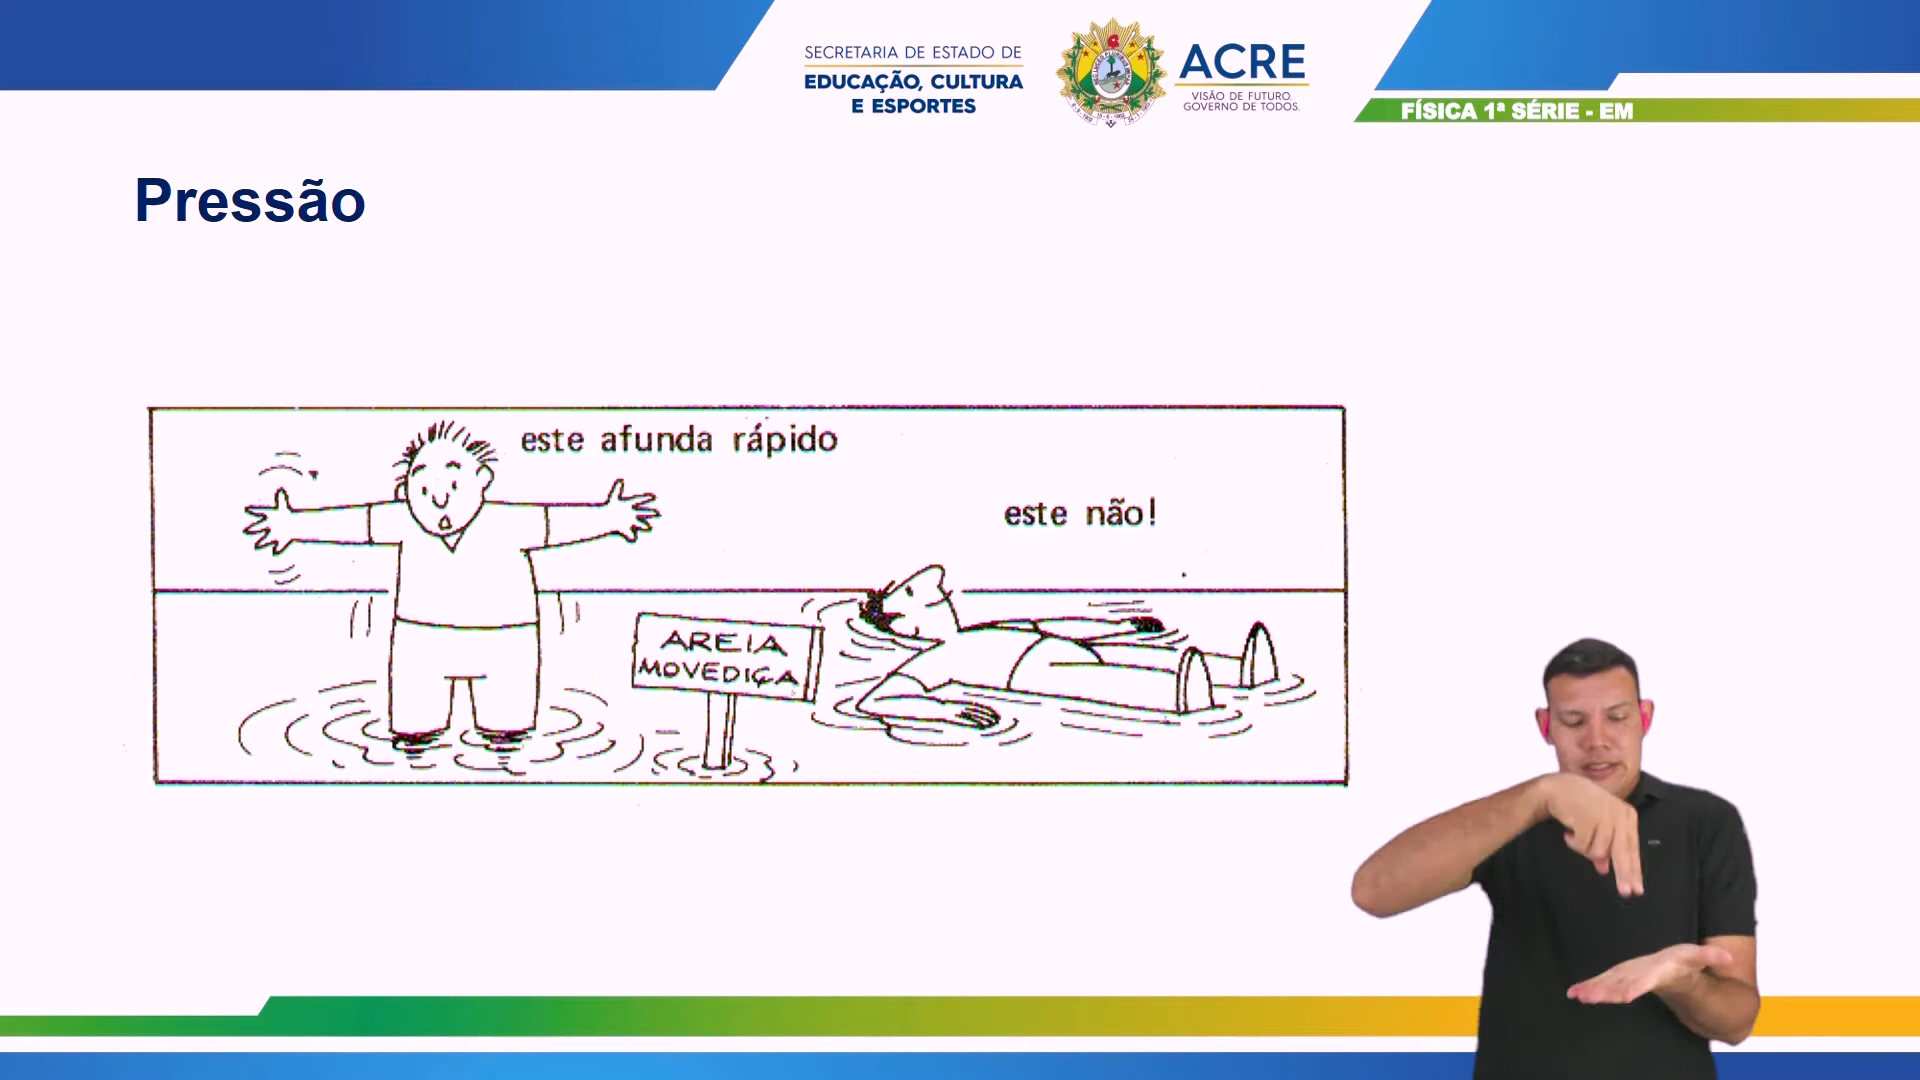 SECRETARIA DE ESTADO DE
EDUCAÇÃO, CULTURA
E ESPORTES
ACRE
VISÃO DE FUTURO.
GOVERNO DE TODOS.
FÍSICA 1ª SÉRIE - EM
Pressão
este afunda rápido
este não!
AREIA
MOVEDIÇA